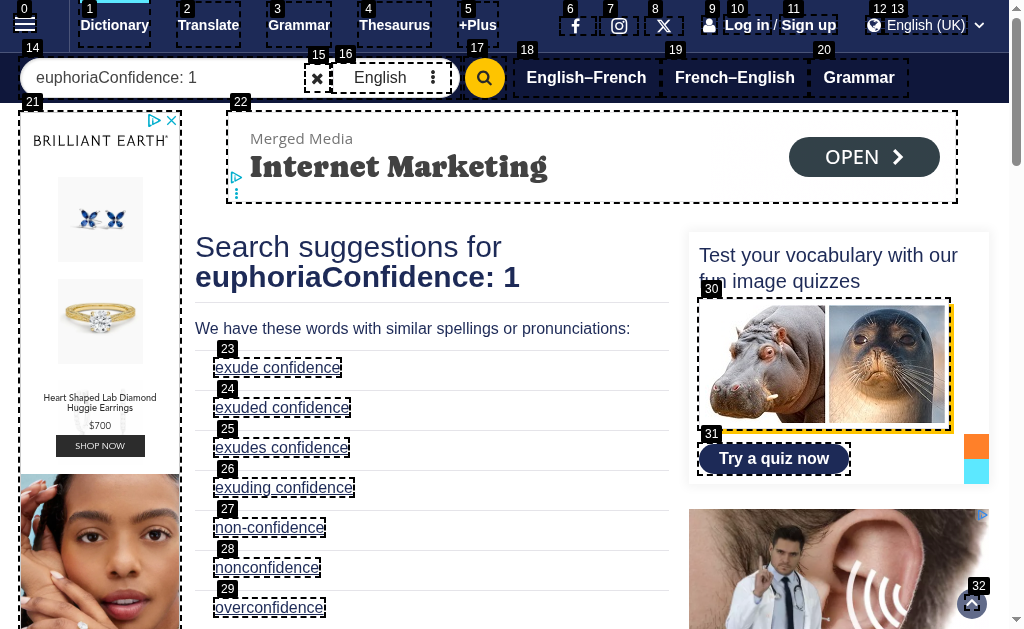 0 1 2 3 4 5 6 7 8 9 10 11 12 13
Dictionary Translate Grammar Thesaurus +Plus Log in / Sign up English (UK)
14 15 16 17 18 19 20
euphoriaConfidence: 1 English English–French French–English Grammar
21 22
BRILLIANT EARTH
Heart Shaped Lab Diamond
Huggie Earrings
$700
SHOP NOW
Merged Media
Internet Marketing
OPEN
Search suggestions for
euphoriaConfidence: 1
We have these words with similar spellings or pronunciations:
23
exude confidence
24
exuded confidence
25
exudes confidence
26
exuding confidence
27
non-confidence
28
nonconfidence
29
overconfidence
Test your vocabulary with our
fun image quizzes
30
31
Try a quiz now
32